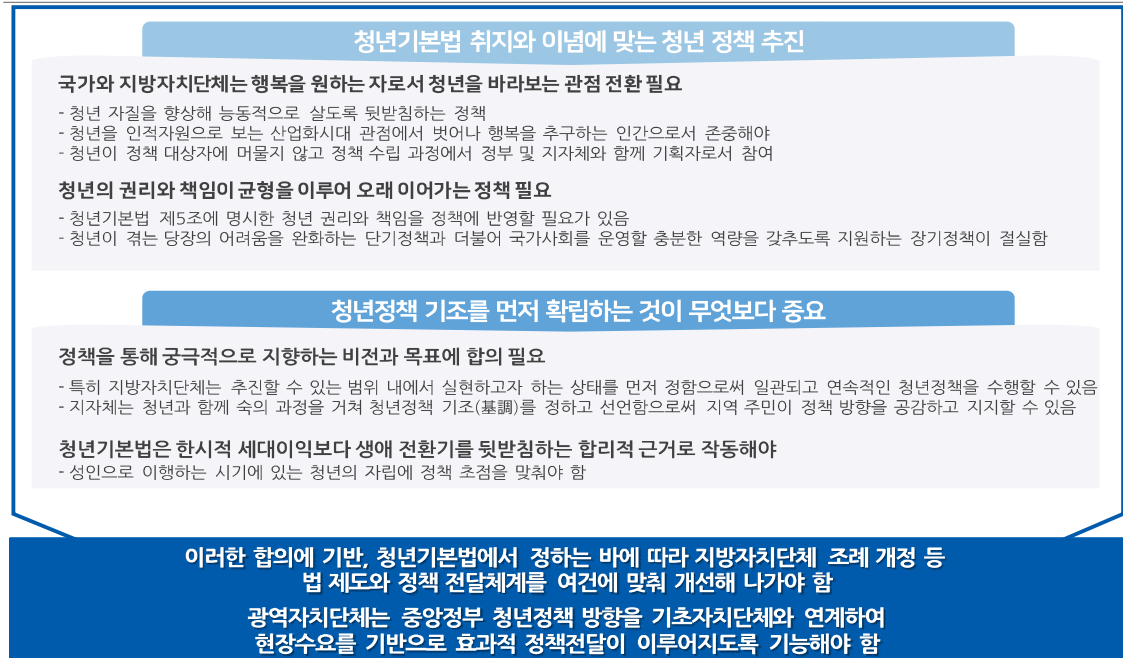 청년기본법 취지와 이념에 맞는 청년 정책 추진
국가와 지방자치단체는 행복을 원하는 자로서 청년을 바라보는 관점 전환 필요
- 청년 자질을 향상해 능동적으로 살도록 뒷받침하는 정책
- 청년을 인적자원으로 보는 산업화시대 관점에서 벗어나 행복을 추구하는 인간으로서 존중해야
- 청년이 정책 대상자에 머물지 않고 정책 수립 과정에서 정부 및 지자체와 함께 기획자로서 참여
청년의 권리와 책임이 균형을 이루어 오래 이어가는 정책 필요
- 청년기본법 제5조에 명시한 청년 권리와 책임을 정책에 반영할 필요가 있음
- 청년이 겪는 당장의 어려움을 완화하는 단기정책과 더불어 국가사회를 운영할 충분한 역량을 갖추도록 지원하는 장기정책이 절실함
청년정책 기조를 먼저 확립하는 것이 무엇보다 중요
정책을 통해 궁극적으로 지향하는 비전과 목표에 합의 필요
- 특히 지방자치단체는 추진할 수 있는 범위 내에서 실현하고자 하는 상태를 먼저 정함으로써 일관되고 연속적인 청년정책을 수행할 수 있음
- 지자체는 청년과 함께 숙의 과정을 거쳐 청년정책 기조(基調)를 정하고 선언함으로써 지역 주민이 정책 방향을 공감하고 지지할 수 있음
청년기본법은 한시적 세대이익보다 생애 전환기를 뒷받침하는 합리적 근거로 작동해야
- 성인으로 이행하는 시기에 있는 청년의 자립에 정책 초점을 맞춰야 함
이러한 합의에 기반, 청년기본법에서 정하는 바에 따라 지방자치단체 조례 개정 등
법 제도와 정책 전달체계를 여건에 맞춰 개선해 나가야 함
광역자치단체는 중앙정부 청년정책 방향을 기초자치단체와 연계하여
현장수요를 기반으로 효과적 정책전달이 이루어지도록 기능해야 함